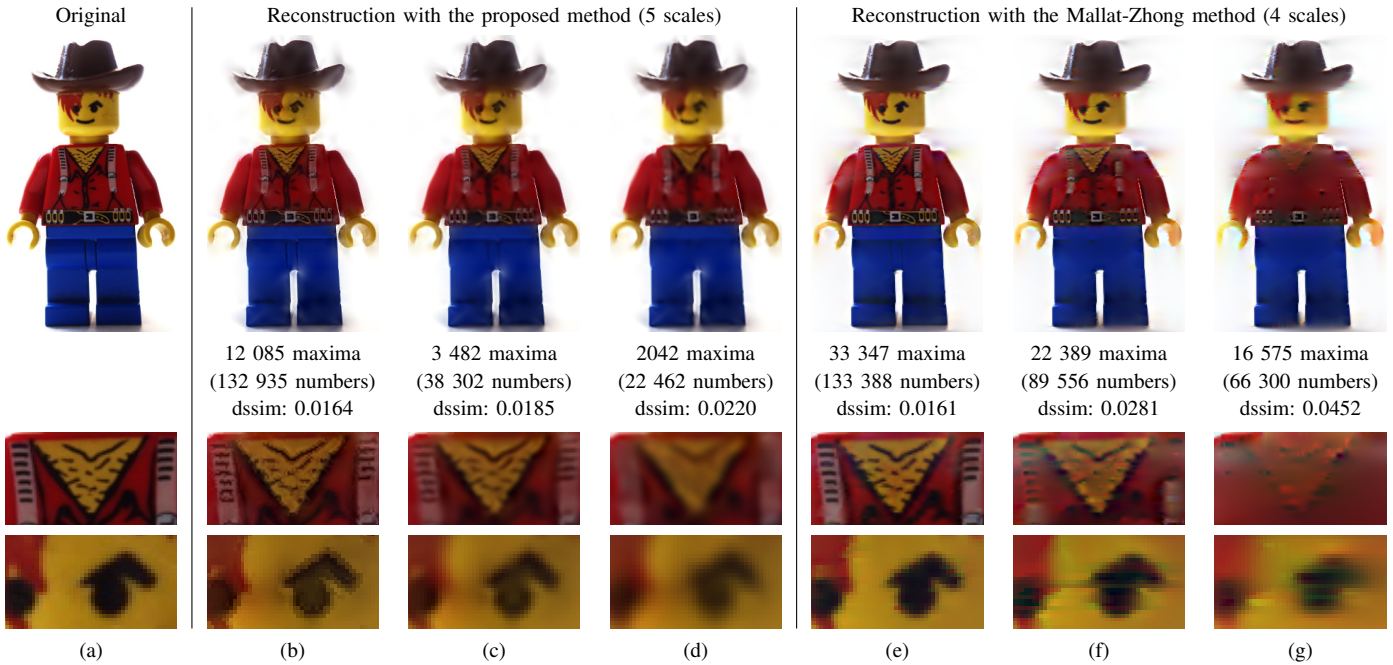 Original
Reconstruction with the proposed method (5 scales)
Reconstruction with the Mallat-Zhong method (4 scales)
12 085 maxima
(132 935 numbers)
dssim: 0.0164
3 482 maxima
(38 302 numbers)
dssim: 0.0185
2042 maxima
(22 462 numbers)
dssim: 0.0220
33 347 maxima
(133 388 numbers)
dssim: 0.0161
22 389 maxima
(89 556 numbers)
dssim: 0.0281
16 575 maxima
(66 300 numbers)
dssim: 0.0452
(a)
(b)
(c)
(d)
(e)
(f)
(g)